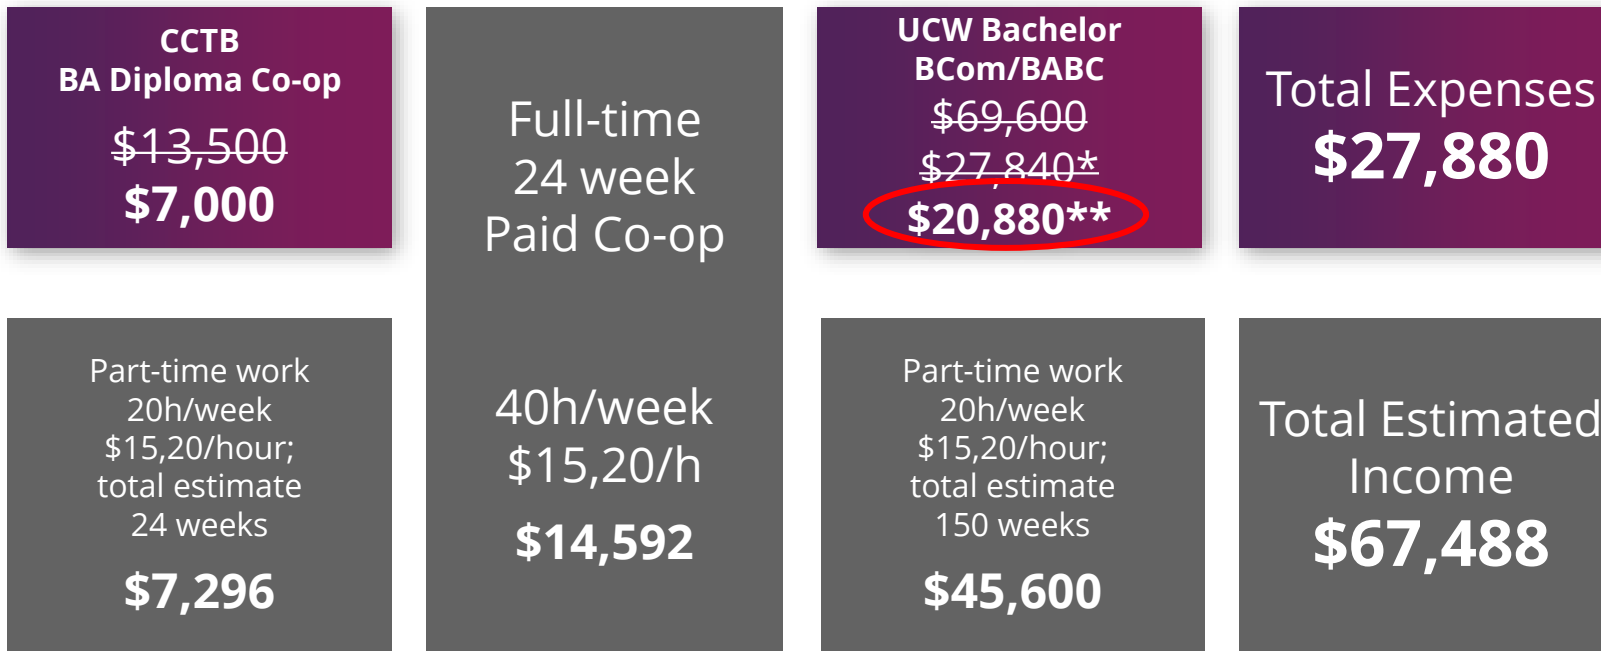 CCTB
BA Diploma Co-op
$13,500
$7,000
Full-time
24 week
Paid Co-op
40h/week
$15,20/h
$14,592
UCW Bachelor
BCom/BABC
$69,600
$27,840*
$20,880**
Total Expenses
$27,880
Part-time work
20h/week
$15,20/hour;
total estimate
24 weeks
$7,296
Part-time work
20h/week
$15,20/hour;
total estimate
150 weeks
$45,600
Total Estimated
Income
$67,488